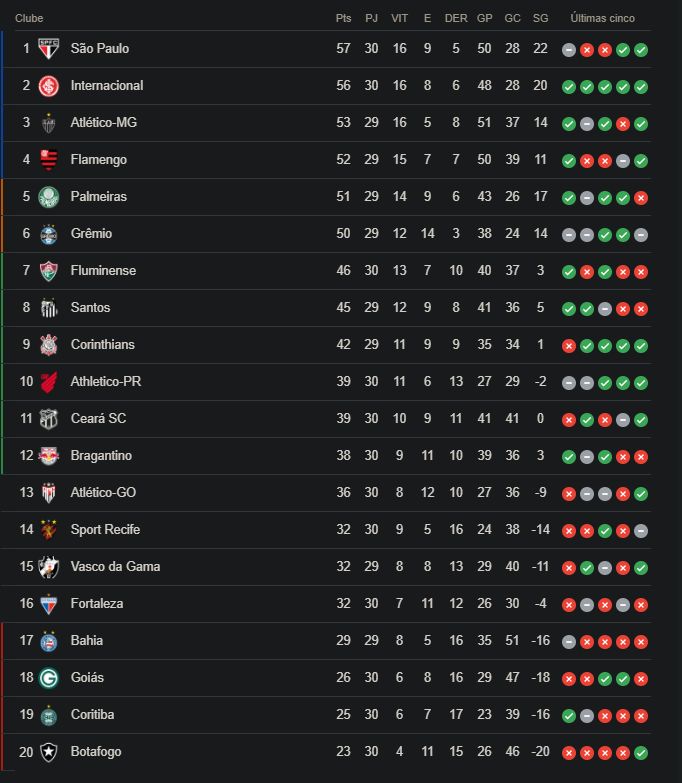 Clube Pts PJ VIT E DER GP GC SG Últimas cinco
1 São Paulo 57 30 16 9 5 50 28 22
2 Internacional 56 30 16 8 6 48 28 20
3 Atlético-MG 53 29 16 5 8 51 37 14
4 Flamengo 52 29 15 7 7 50 39 11
5 Palmeiras 51 29 14 9 6 43 26 17
6 Grêmio 50 29 12 14 3 38 24 14
7 Fluminense 46 30 13 7 10 40 37 3
8 Santos 45 29 12 9 8 41 36 5
9 Corinthians 42 29 11 9 9 35 34 1
10 Athletico-PR 39 30 11 6 13 27 29 -2
11 Ceará SC 39 30 10 9 11 41 41 0
12 Bragantino 38 30 9 11 10 39 36 3
13 Atlético-GO 36 30 8 12 10 27 36 -9
14 Sport Recife 32 30 9 5 16 24 38 -14
15 Vasco da Gama 32 29 8 8 13 29 40 -11
16 Fortaleza 32 30 7 11 12 26 30 -4
17 Bahia 29 29 8 5 16 35 51 -16
18 Goiás 26 30 6 8 16 29 47 -18
19 Coritiba 25 30 6 7 17 23 39 -16
20 Botafogo 23 30 4 11 15 26 46 -20